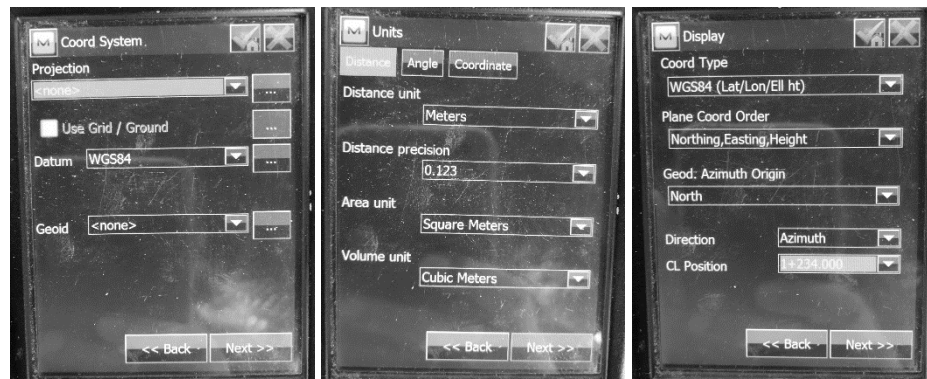 Coord System
Projection
<none>
...
Use Grid / Ground
...
Datum WGS84
...
Geoid <none>
...
<< Back Next >>
Units
Distance Angle Coordinate
Distance unit
Meters
Distance precision
0.123
Area unit
Square Meters
Volume unit
Cubic Meters
<< Back Next >>
Display
Coord Type
WGS84 (Lat/Lon/Ell ht)
Plane Coord Order
Northing,Easting,Height
Geod. Azimuth Origin
North
Direction Azimuth
CL Position 1+234.000
<< Back Next >>